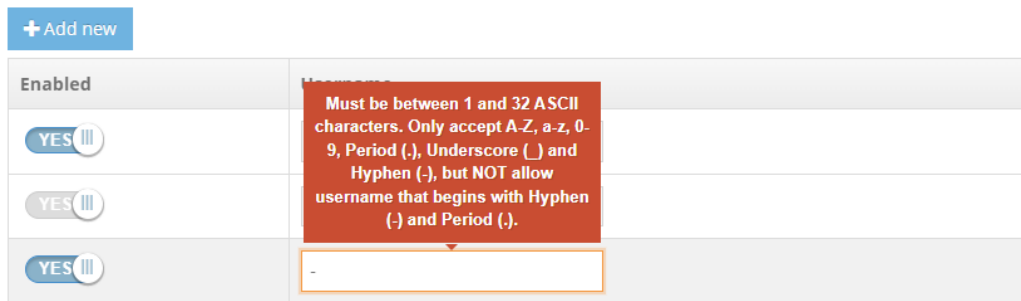 Add new
Enabled
Must be between 1 and 32 ASCII
characters. Only accept A-Z, a-z, 0-
9, Period (.), Underscore (_) and
Hyphen (-), but NOT allow
username that begins with Hyphen
(-) and Period (.).
YES
YES
YES
-